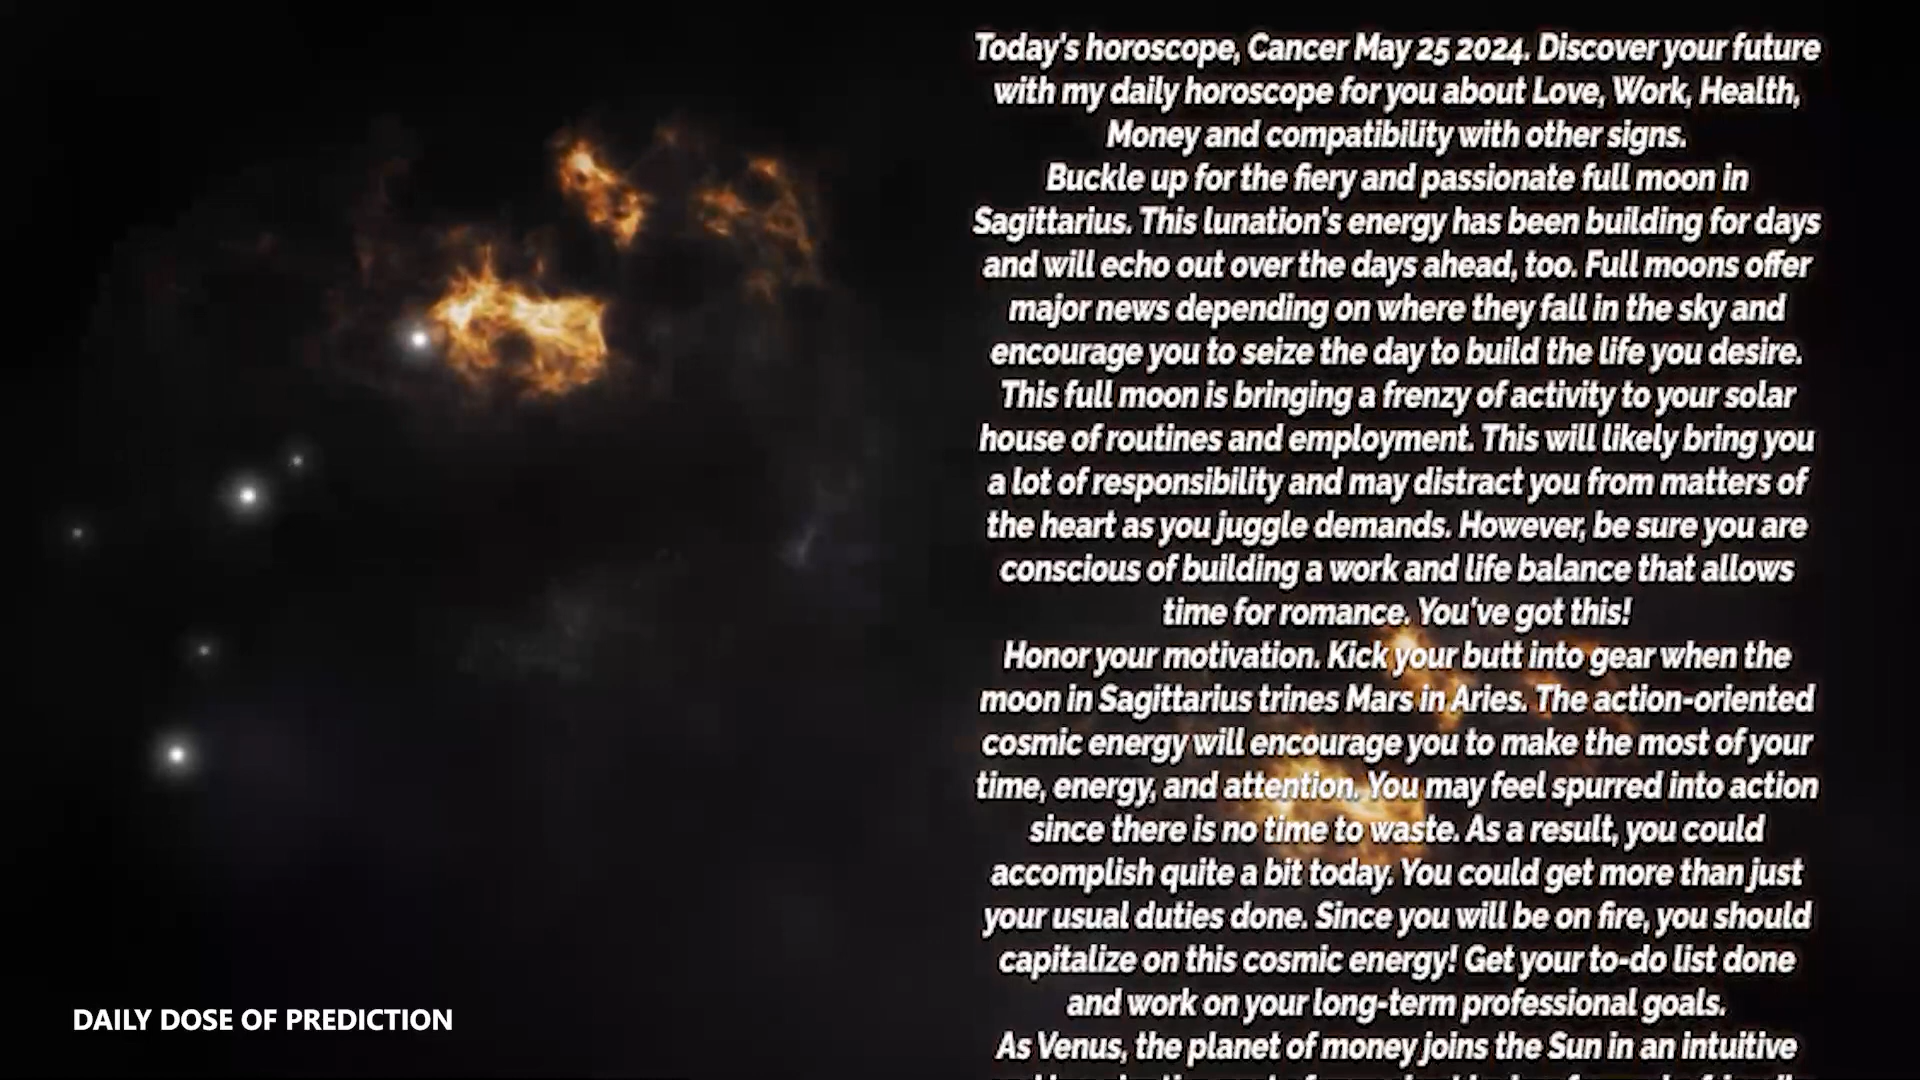 Today's horoscope, Cancer May 25 2024. Discover your future
with my daily horoscope for you about Love, Work, Health,
Money and compatibility with other signs.
Buckle up for the fiery and passionate full moon in
Sagittarius. This lunation's energy has been building for days
and will echo out over the days ahead, too. Full moons offer
major news depending on where they fall in the sky and
encourage you to seize the day to build the life you desire.
This full moon is bringing a frenzy of activity to your solar
house of routines and employment. This will likely bring you
a lot of responsibility and may distract you from matters of
the heart as you juggle demands. However, be sure you are
conscious of building a work and life balance that allows
time for romance. You've got this!
Honor your motivation. Kick your butt into gear when the
moon in Sagittarius trines Mars in Aries. The action-oriented
cosmic energy will encourage you to make the most of your
time, energy, and attention. You may feel spurred into action
since there is no time to waste. As a result, you could
accomplish quite a bit today. You could get more than just
your usual duties done. Since you will be on fire, you should
capitalize on this cosmic energy! Get your to-do list done
and work on your long-term professional goals.
As Venus, the planet of money joins the Sun in an intuitive
DAILY DOSE OF PREDICTION